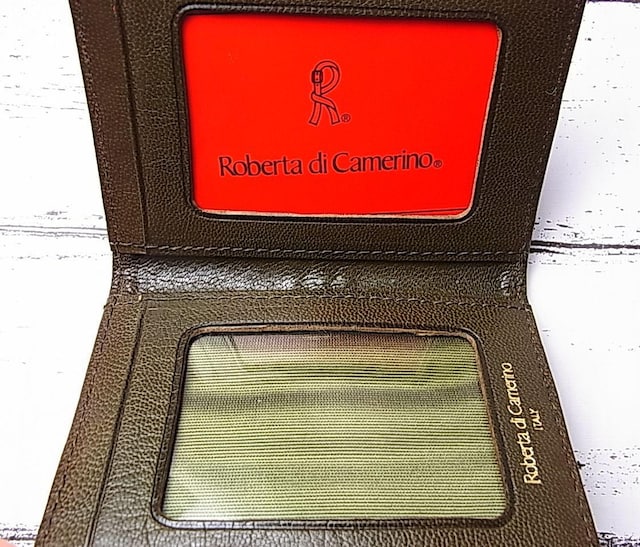 R®
Roberta di Camerino®
Roberta di Camerino
ITALY